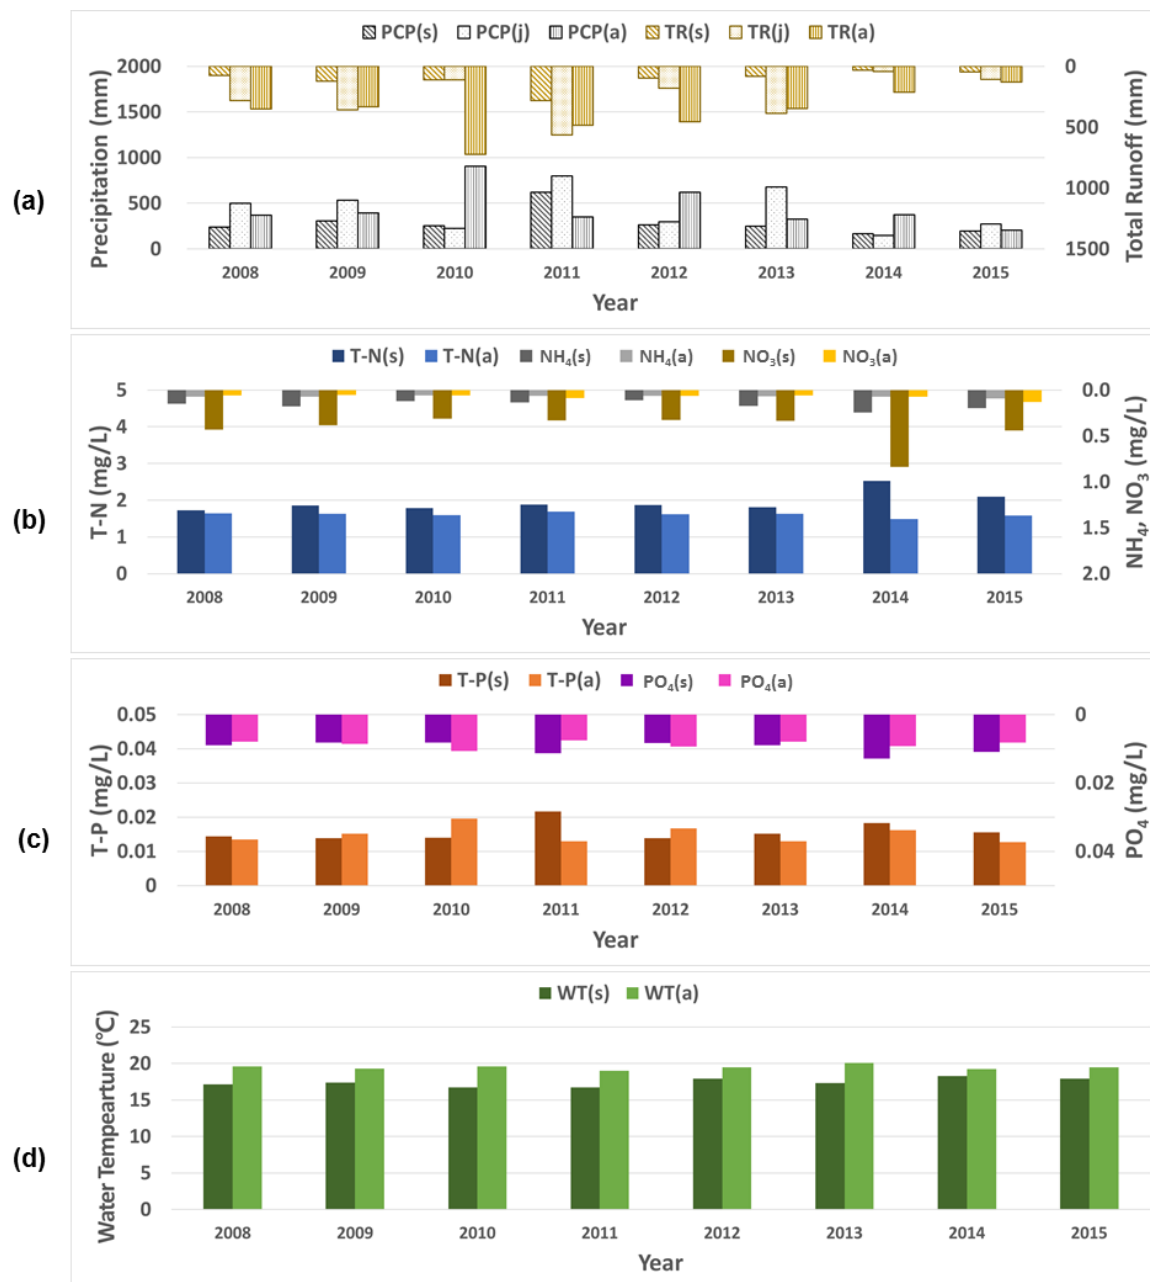 PCP(s) PCP(j) PCP(a) TR(s) TR(j) TR(a)
2000 0
1500 500
1000
500 1000
0 1500
Precipitation (mm)
Total Runoff (mm)
(a)
2008 2009 2010 2011 2012 2013 2014 2015
Year
T-N(s) T-N(a) NH₄(s) NH₄(a) NO₃(s) NO₃(a)
5 0.0
4 0.5
3
2 1.0
1 1.5
0 2.0
T-N (mg/L)
NH₄, NO₃ (mg/L)
(b)
2008 2009 2010 2011 2012 2013 2014 2015
Year
T-P(s) T-P(a) PO₄(s) PO₄(a)
0.05 0
0.04
0.03 0.02
0.02
0.01 0.04
0
T-P (mg/L)
PO₄ (mg/L)
(c)
2008 2009 2010 2011 2012 2013 2014 2015
Year
WT(s) WT(a)
25
20
15
10
5
0
Water Tempearture (℃)
(d)
2008 2009 2010 2011 2012 2013 2014 2015
Year